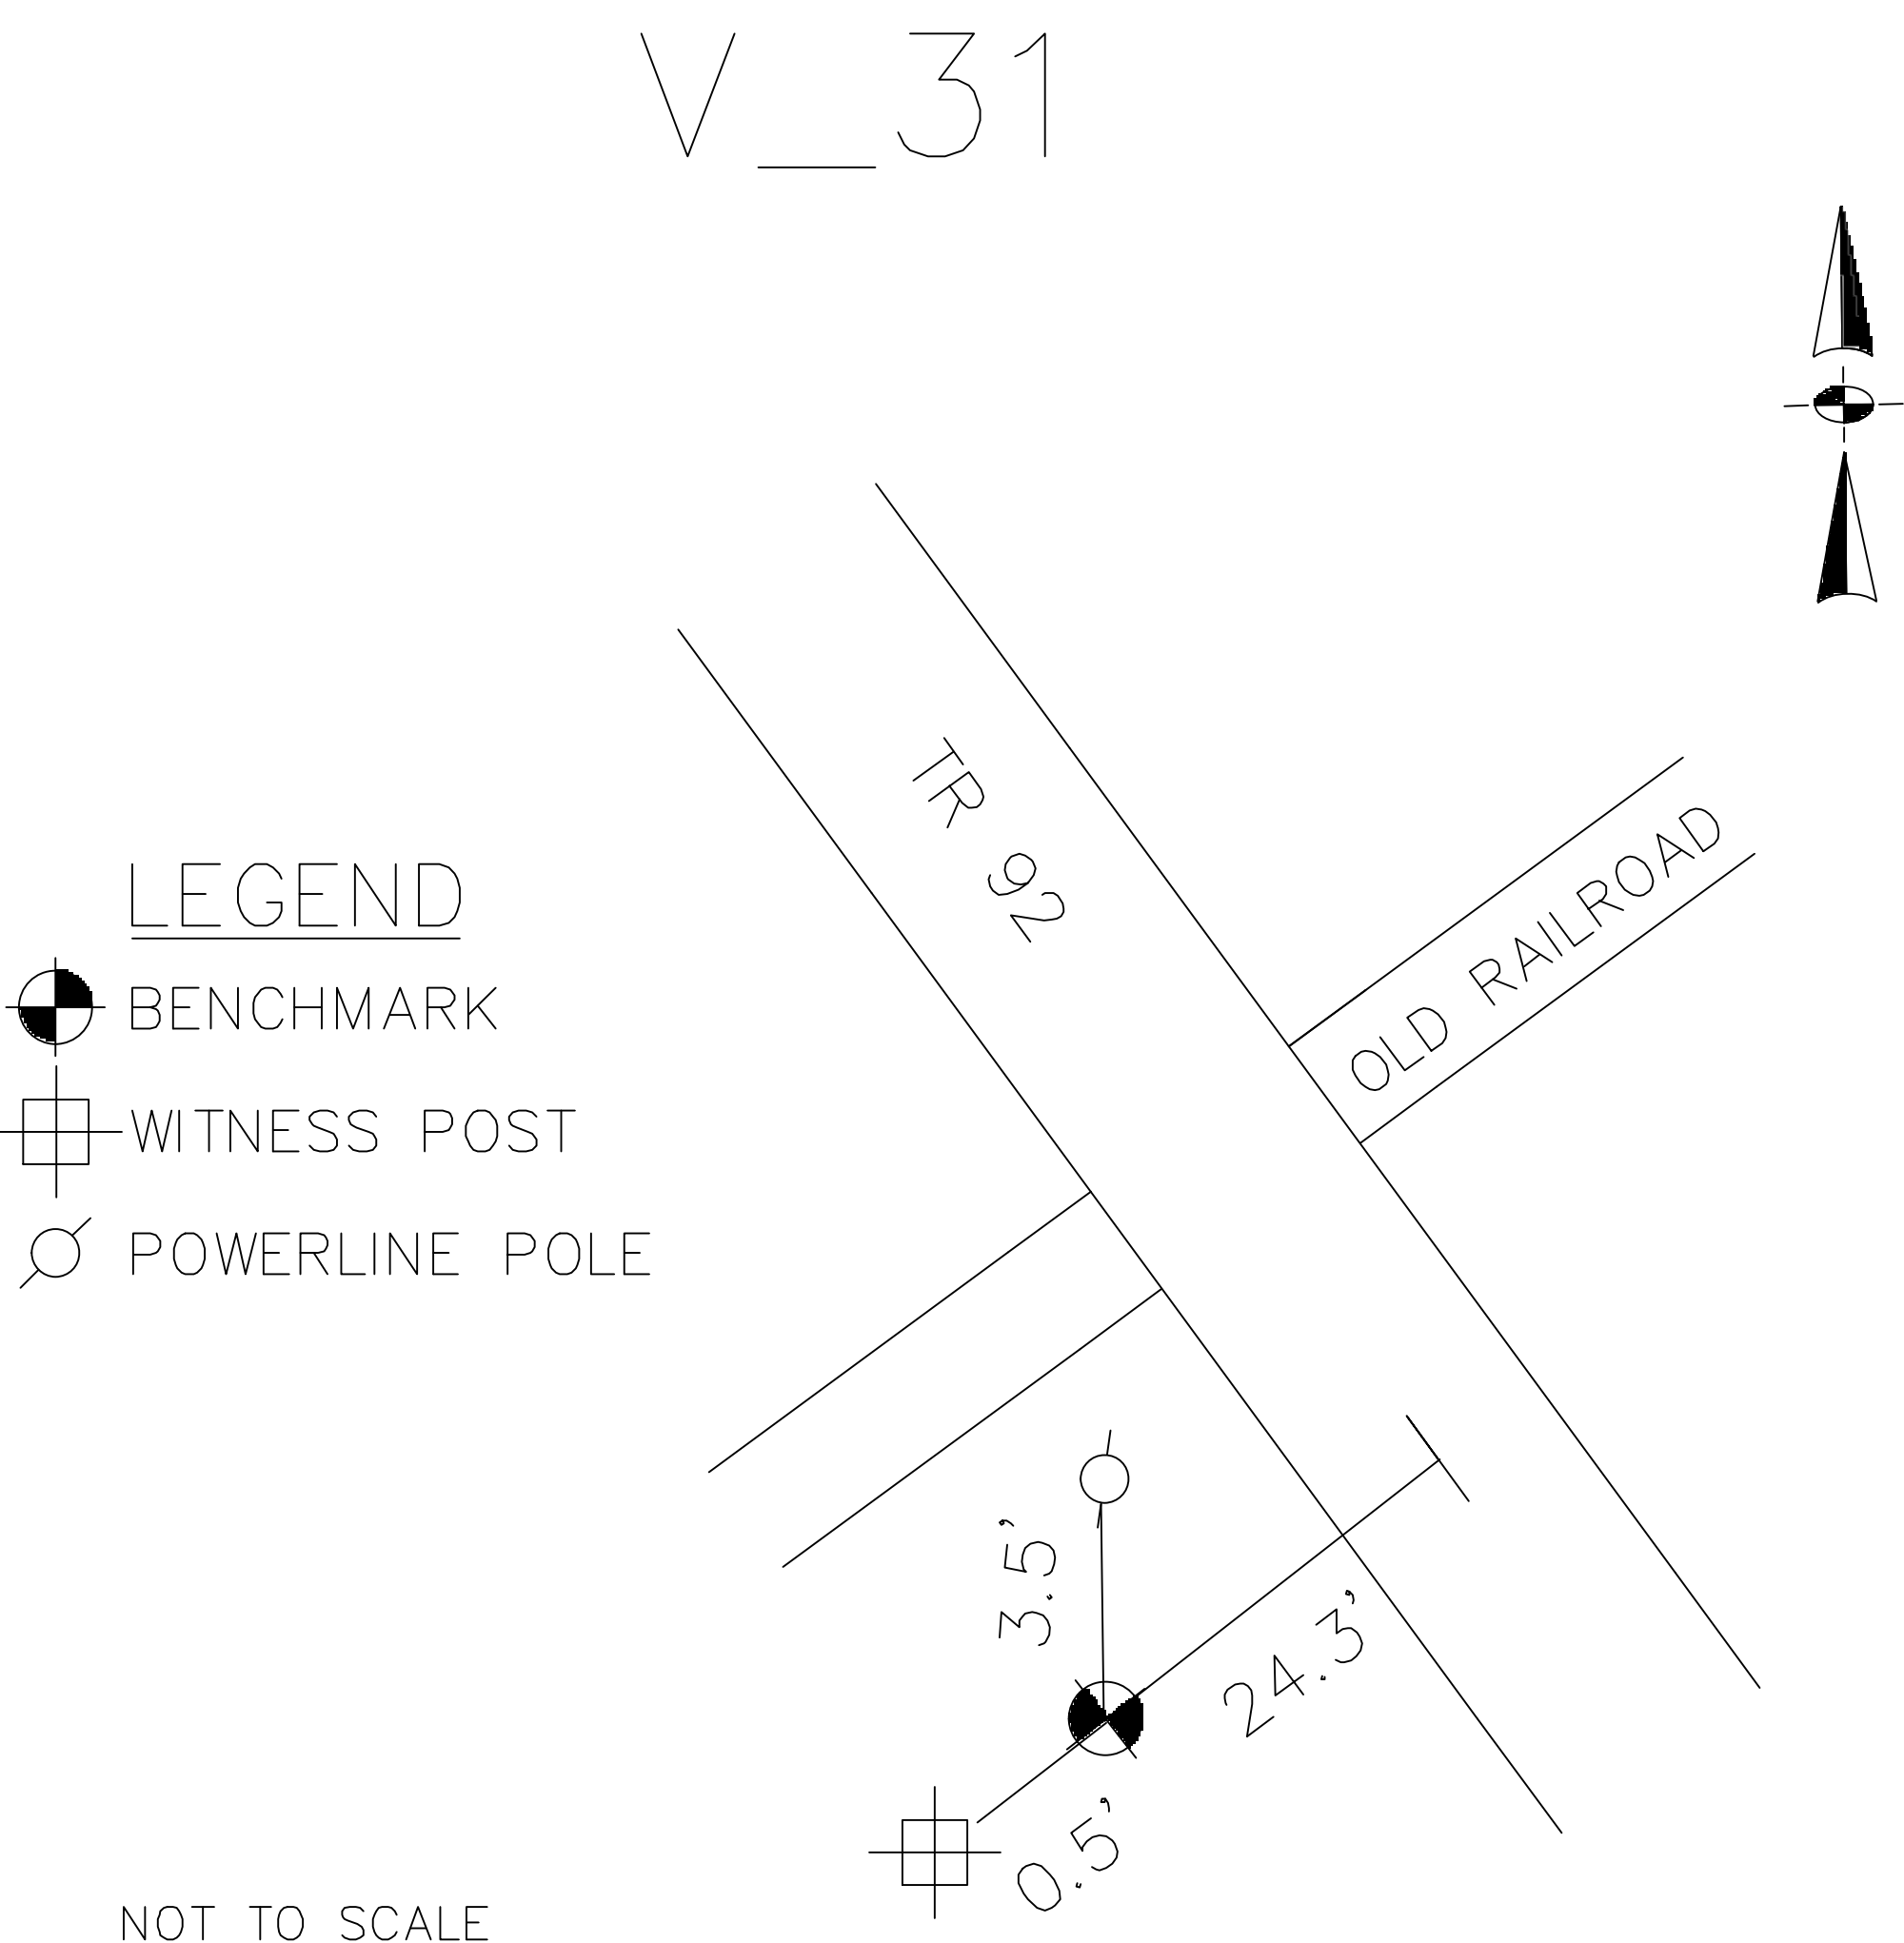 V_31
TR 92
OLD RAILROAD
LEGEND
BENCHMARK
WITNESS POST
POWERLINE POLE
3.5'
24.3'
0.5'
NOT TO SCALE